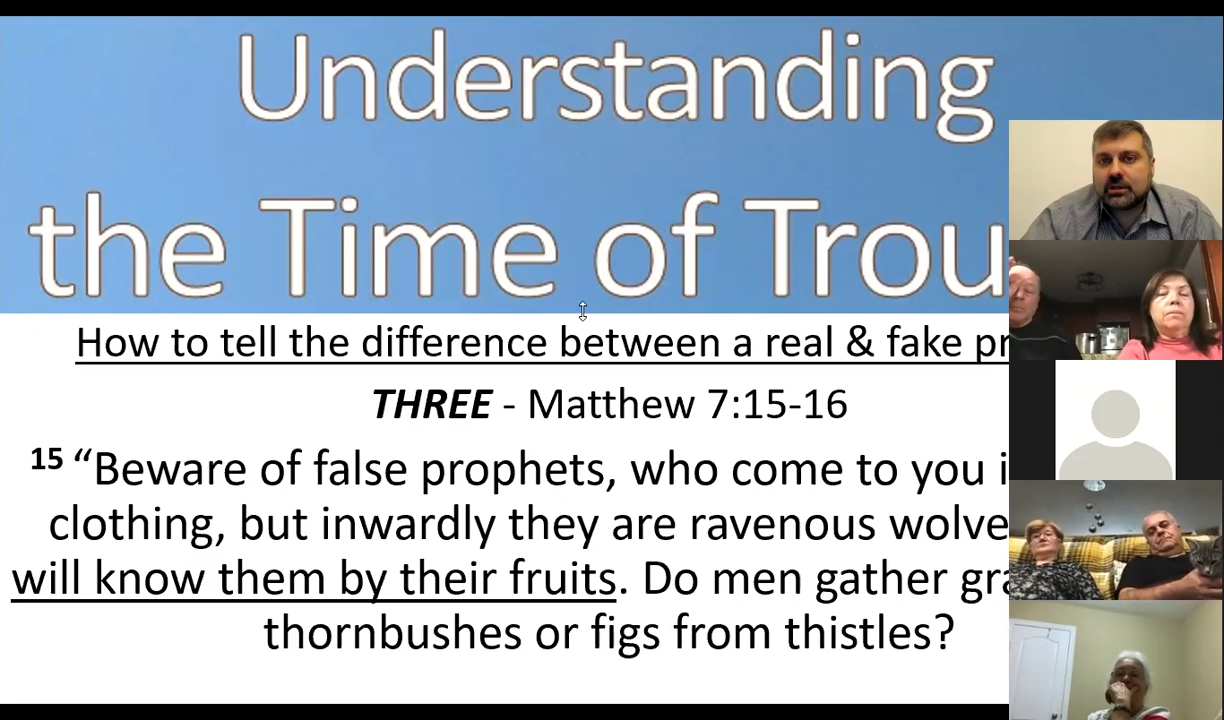 Understanding
the Time of Trou
How to tell the difference between a real & fake pr
THREE - Matthew 7:15-16
15 “Beware of false prophets, who come to you i
clothing, but inwardly they are ravenous wolve
will know them by their fruits. Do men gather gra
thornbushes or figs from thistles?